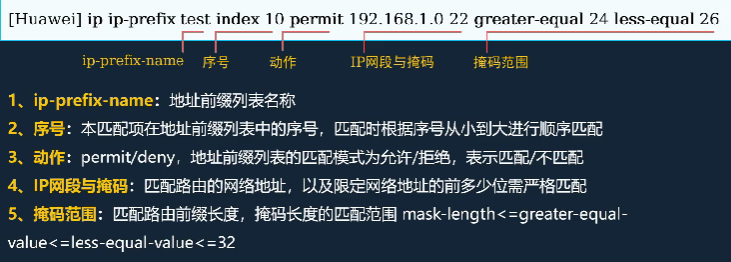 [Huawei] ip ip-prefix test index 10 permit 192.168.1.0 22 greater-equal 24 less-equal 26
ip-prefix-name 序号 动作 IP网段与掩码 掩码范围
1、ip-prefix-name：地址前缀列表名称
2、序号：本匹配项在地址前缀列表中的序号，匹配时根据序号从小到大进行顺序匹配
3、动作：permit/deny，地址前缀列表的匹配模式为允许/拒绝，表示匹配/不匹配
4、IP网段与掩码：匹配路由的网络地址，以及限定网络地址的前多少位需严格匹配
5、掩码范围：匹配路由前缀长度，掩码长度的匹配范围 mask-length<=greater-equal-
value<=less-equal-value<=32